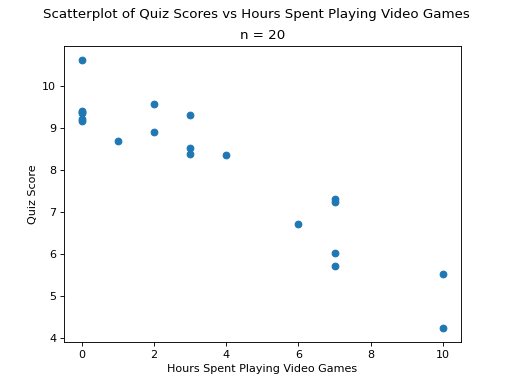 Scatterplot of Quiz Scores vs Hours Spent Playing Video Games
n = 20
10
9
8
7
6
5
4
Quiz Score
0 2 4 6 8 10
Hours Spent Playing Video Games